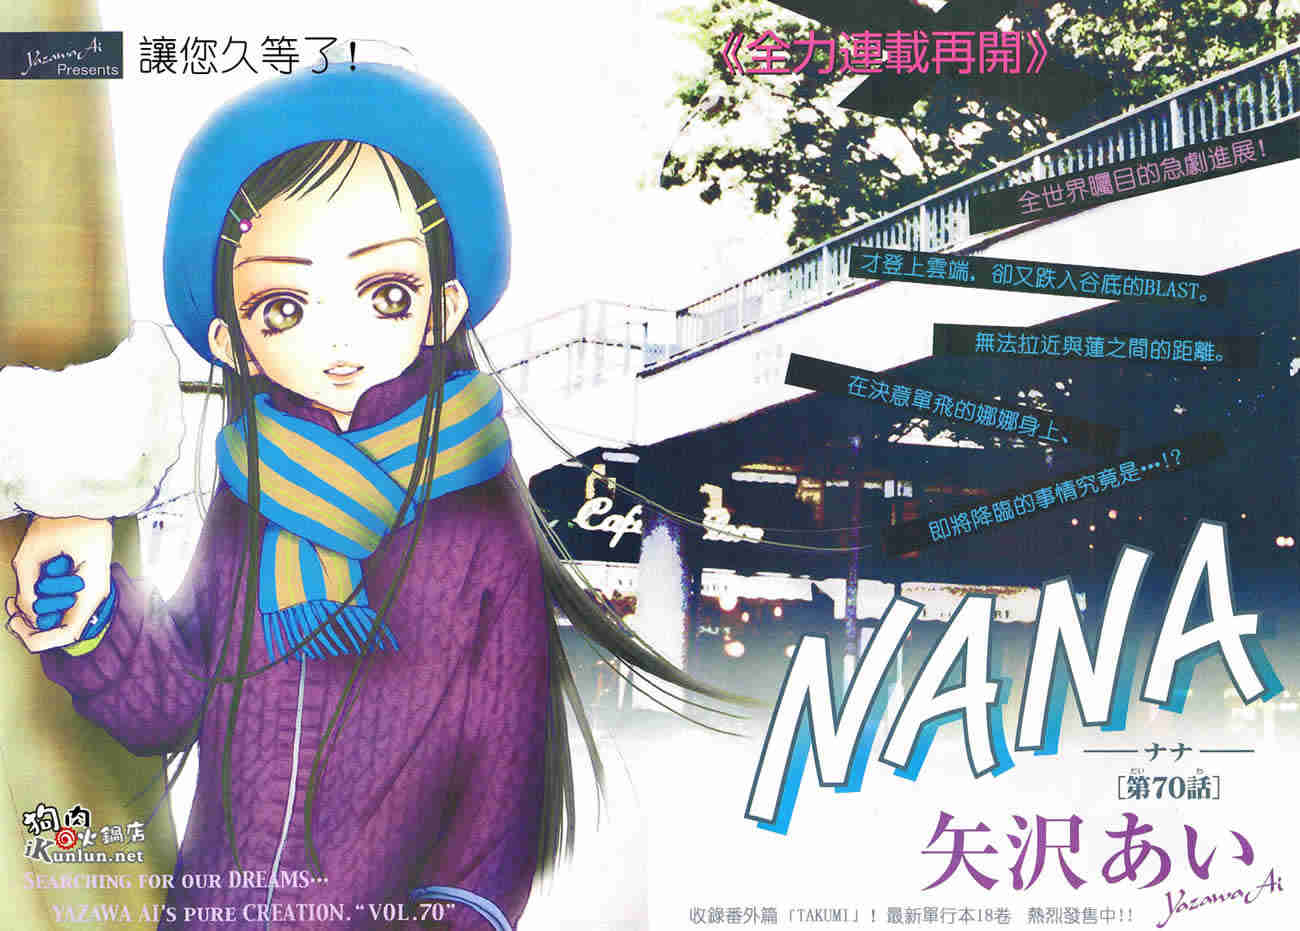 Yazawa Ai
Presents
讓您久等了!
《全力連載再開》
全世界矚目的急劇進展!
才登上雲端，卻又跌入谷底的BLAST。
無法拉近與蓮之間的距離。
在決意單飛的娜娜身上、
即將降臨的事情究竟是…!?
Cafe
NANA
ナナ
だい わ
[第70話]
矢沢あい
Yazawa Ai
狗肉
火鍋店
iKunlun.net
SEARCHING FOR OUR DREAMS…
YAZAWA AI'S PURE CREATION. “VOL.70”
收錄番外篇「TAKUMI」! 最新單行本18卷 熱烈發售中!!